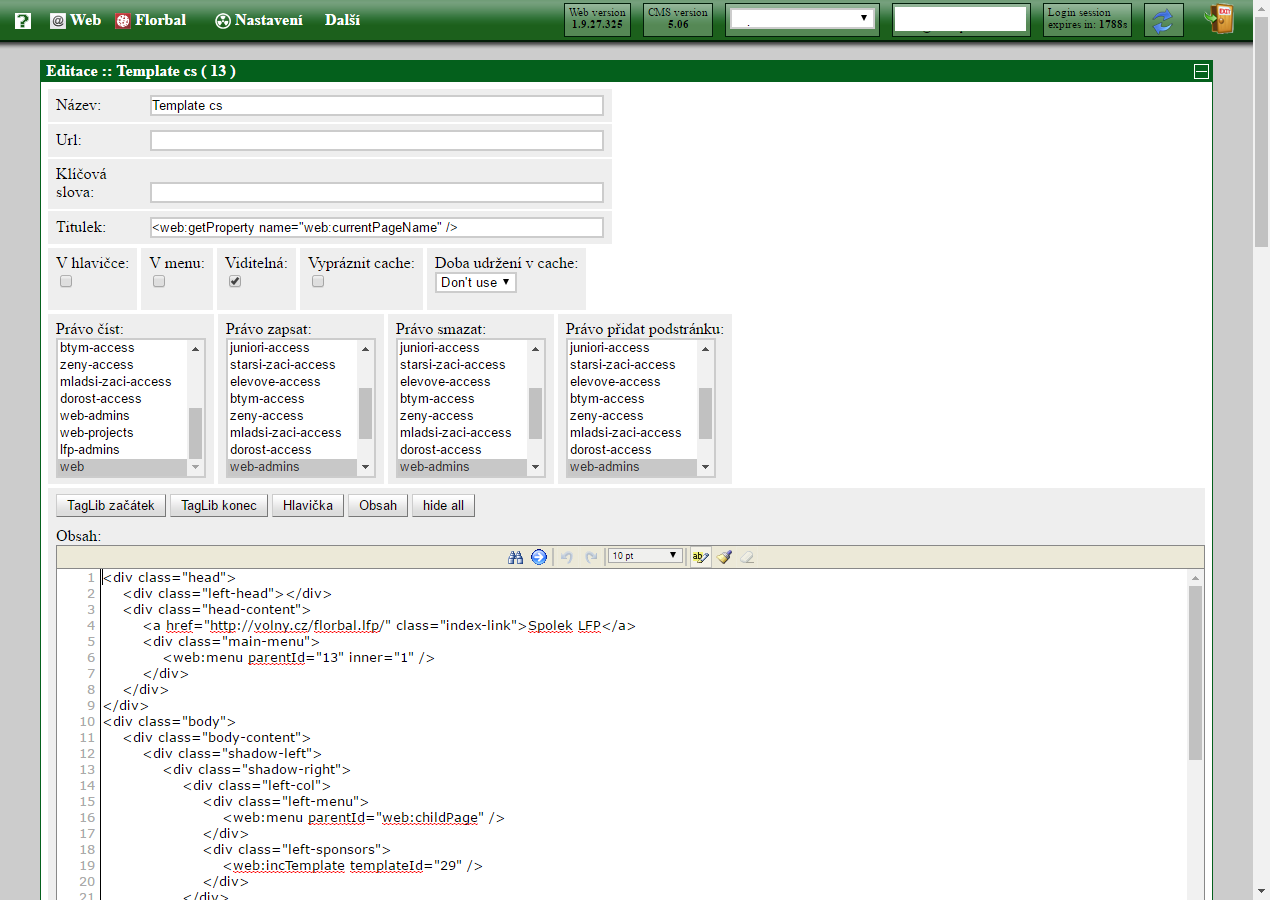 ? @ Web Florbal Nastavení Další Web version 1.9.27.325 CMS version 5.06 Login session expires in: 1788s EXIT
Editace :: Template cs ( 13 )
Název: Template cs
Url:
Klíčová
slova:
Titulek: <web:getProperty name="web:currentPageName" />
V hlavičce: V menu: Viditelná: Vypráznit cache: Doba udržení v cache:
Don't use
Právo číst: Právo zapsat: Právo smazat: Právo přidat podstránku:
btym-access juniori-access juniori-access juniori-access
zeny-access starsi-zaci-access starsi-zaci-access starsi-zaci-access
mladsi-zaci-access elevove-access elevove-access elevove-access
dorost-access btym-access btym-access btym-access
web-admins zeny-access zeny-access zeny-access
web-projects mladsi-zaci-access mladsi-zaci-access mladsi-zaci-access
lfp-admins dorost-access dorost-access dorost-access
web web-admins web-admins web-admins
TagLib začátek TagLib konec Hlavička Obsah hide all
Obsah:
10 pt ab
1 <div class="head">
2 <div class="left-head"></div>
3 <div class="head-content">
4 <a href="http://volny.cz/florbal.lfp/" class="index-link">Spolek LFP</a>
5 <div class="main-menu">
6 <web:menu parentId="13" inner="1" />
7 </div>
8 </div>
9 </div>
10 <div class="body">
11 <div class="body-content">
12 <div class="shadow-left">
13 <div class="shadow-right">
14 <div class="left-col">
15 <div class="left-menu">
16 <web:menu parentId="web:childPage" />
17 </div>
18 <div class="left-sponsors">
19 <web:incTemplate templateId="29" />
20 </div>
21 </div>